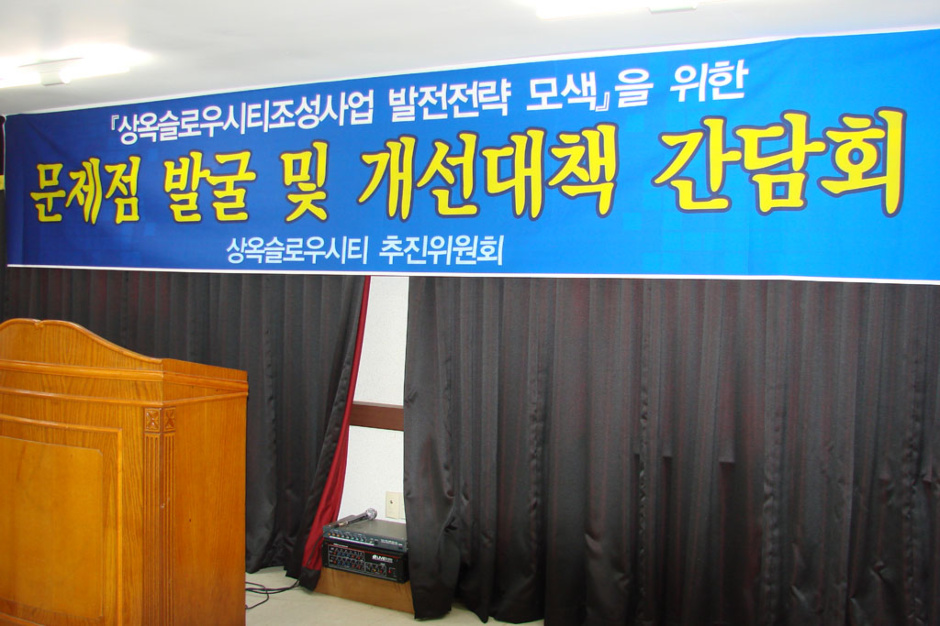 『상옥슬로우시티조성사업 발전전략 모색』을 위한
문제점 발굴 및 개선대책 간담회
상옥슬로우시티 추진위원회